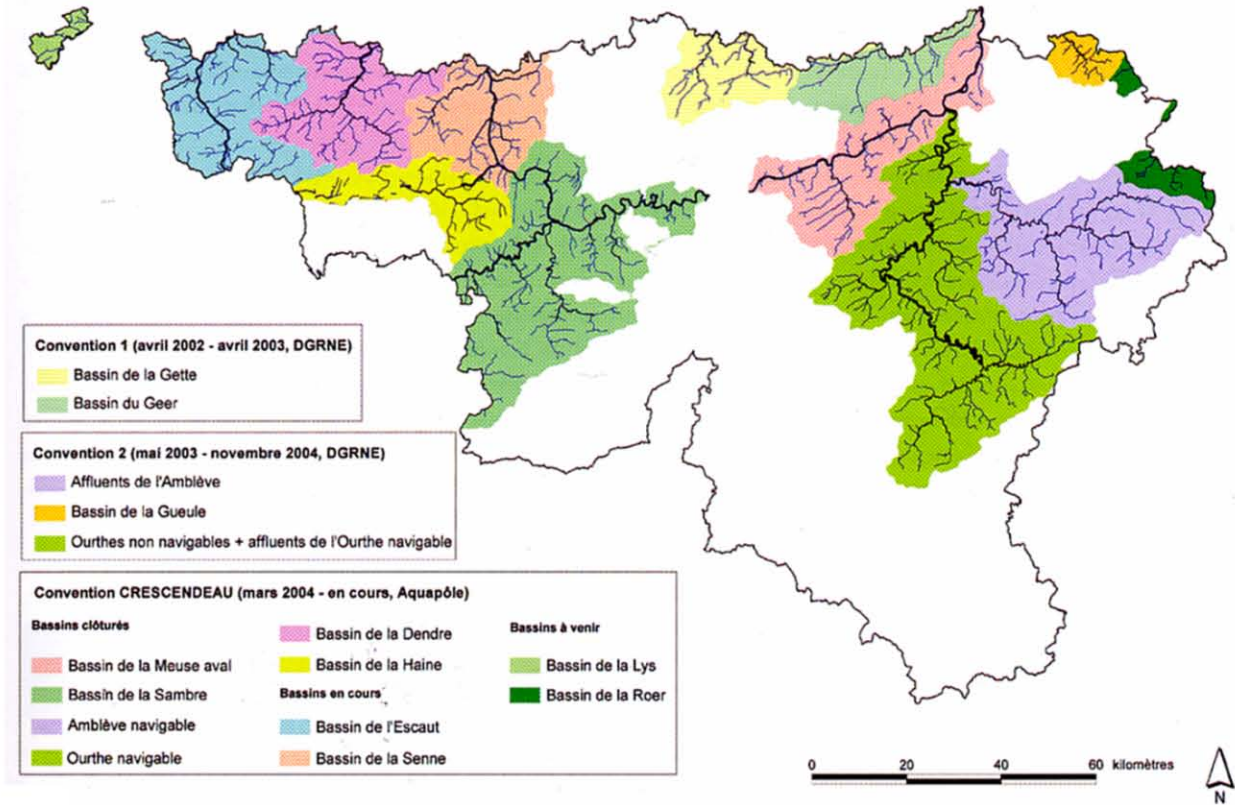 Convention 1 (avril 2002 - avril 2003, DGRNE)
Bassin de la Gette
Bassin du Geer
Convention 2 (mai 2003 - novembre 2004, DGRNE)
Affluents de l'Amblève
Bassin de la Gueule
Ourthes non navigables + affluents de l'Ourthe navigable
Convention CRESCENDEAU (mars 2004 - en cours, Aquapôle)
Bassins clôturés
Bassin de la Meuse aval
Bassin de la Sambre
Amblève navigable
Ourthe navigable
Bassin de la Dendre
Bassin de la Haine
Bassins en cours
Bassin de l'Escaut
Bassin de la Senne
Bassins à venir
Bassin de la Lys
Bassin de la Roer
0 20 40 60 kilomètres
N